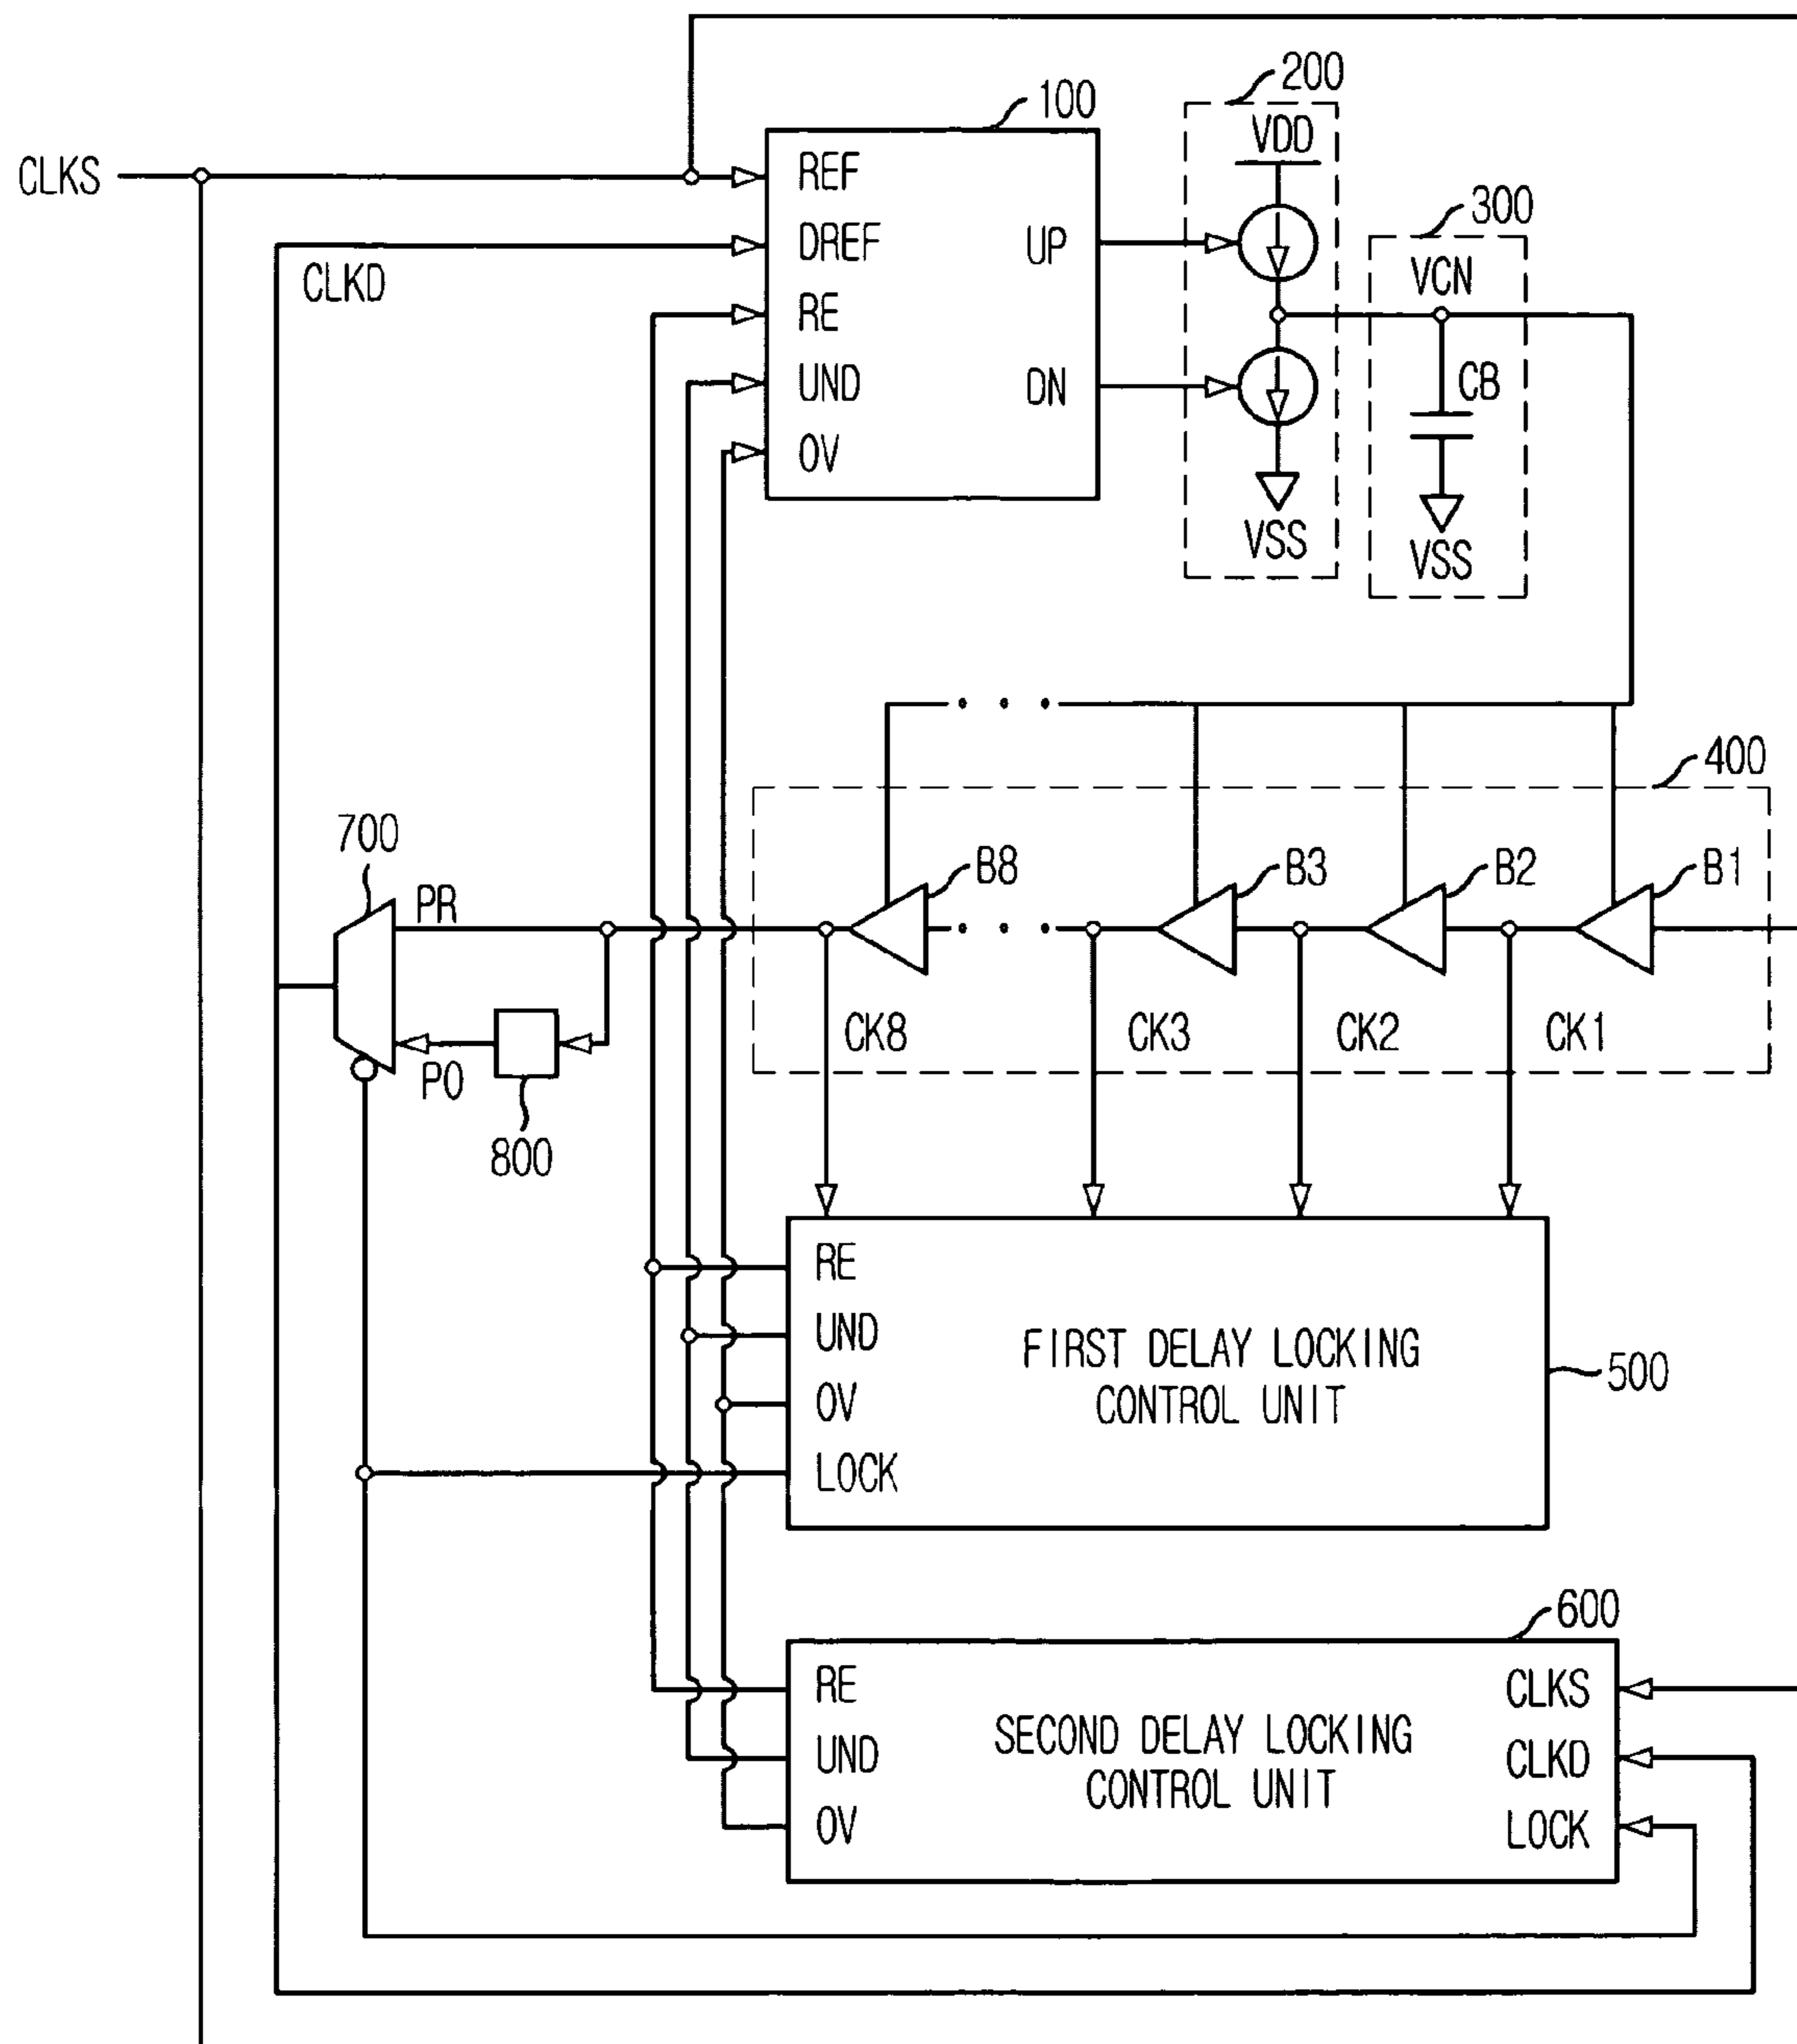 200
100
VDD
CLKS
REF
300
DREF
UP
VCN
CLKD
RE
UND
DN
CB
OV
VSS
VSS
400
700
PR
B8
B3
B2
B1
CK8
CK3
CK2
CK1
PO
800
RE
UND
FIRST DELAY LOCKING
CONTROL UNIT
500
OV
LOCK
600
RE
CLKS
SECOND DELAY LOCKING
CONTROL UNIT
UND
CLKD
OV
LOCK